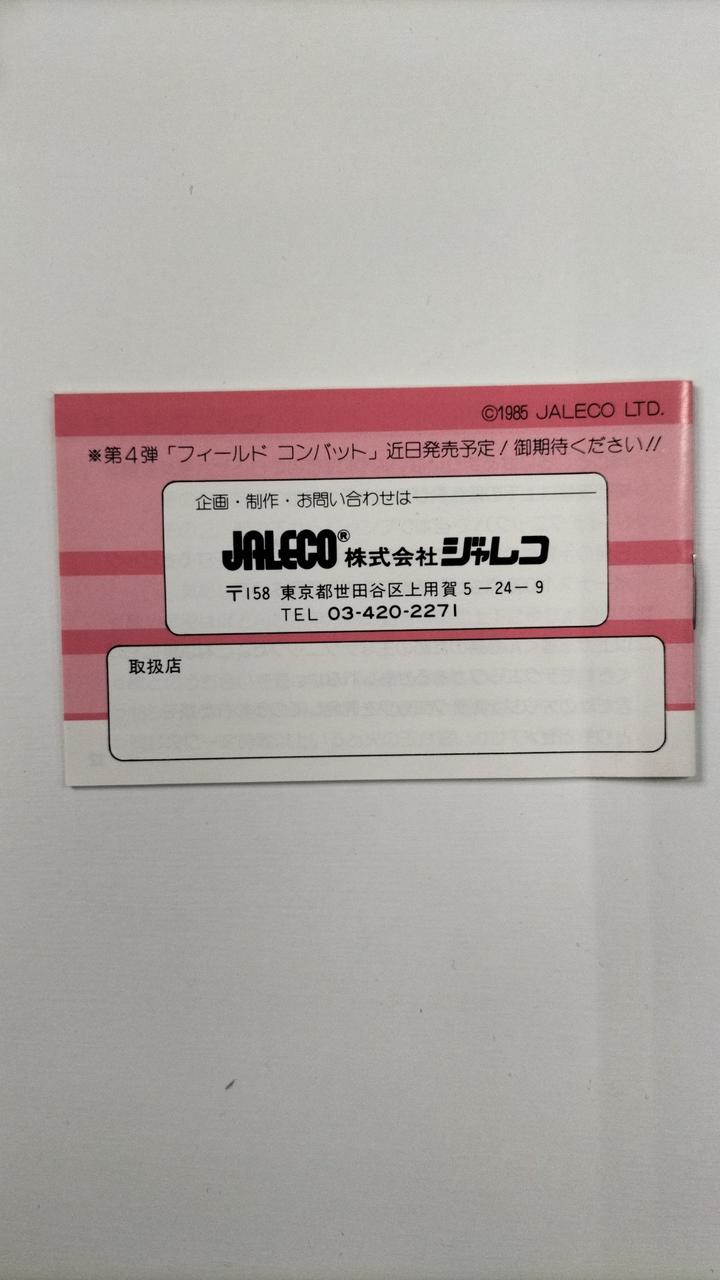 ©1985 JALECO LTD.
※第4弾「フィールド コンバット」近日発売予定！御期待ください!!
企画・制作・お問い合わせは
JALECO® 株式会社ジャレコ
〒158 東京都世田谷区上用賀5－24－9
TEL 03-420-2271
取扱店